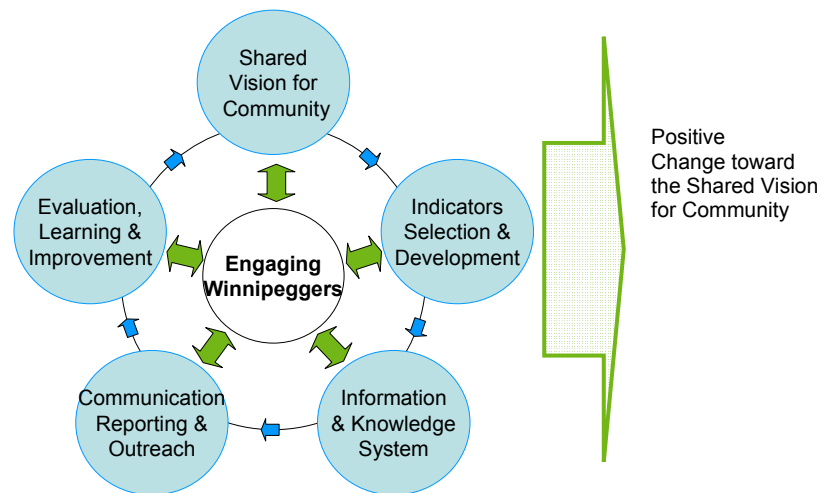 Shared
Vision for
Community
Positive
Change toward
the Shared Vision
for Community
Evaluation,
Learning &
Improvement
Indicators
Selection &
Development
Engaging
Winnipeggers
Communication
Reporting &
Outreach
Information
& Knowledge
System